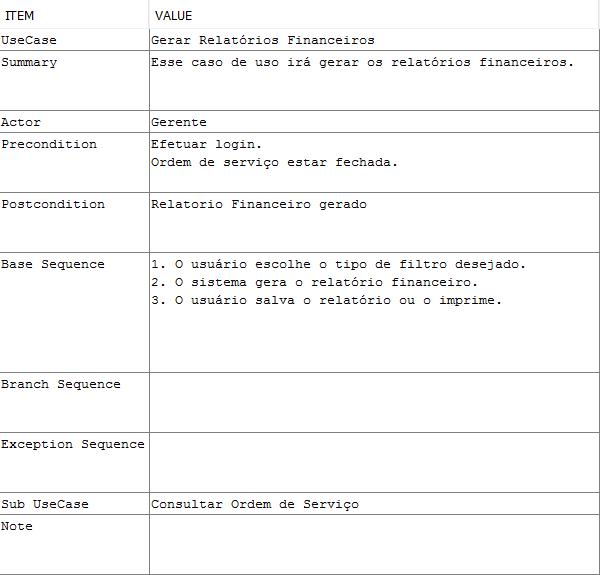 ITEM VALUE
UseCase Gerar Relatórios Financeiros
Summary Esse caso de uso irá gerar os relatórios financeiros.
Actor Gerente
Precondition Efetuar login.
Ordem de serviço estar fechada.
Postcondition Relatorio Financeiro gerado
Base Sequence 1. O usuário escolhe o tipo de filtro desejado.
2. O sistema gera o relatório financeiro.
3. O usuário salva o relatório ou o imprime.
Branch Sequence
Exception Sequence
Sub UseCase Consultar Ordem de Serviço
Note